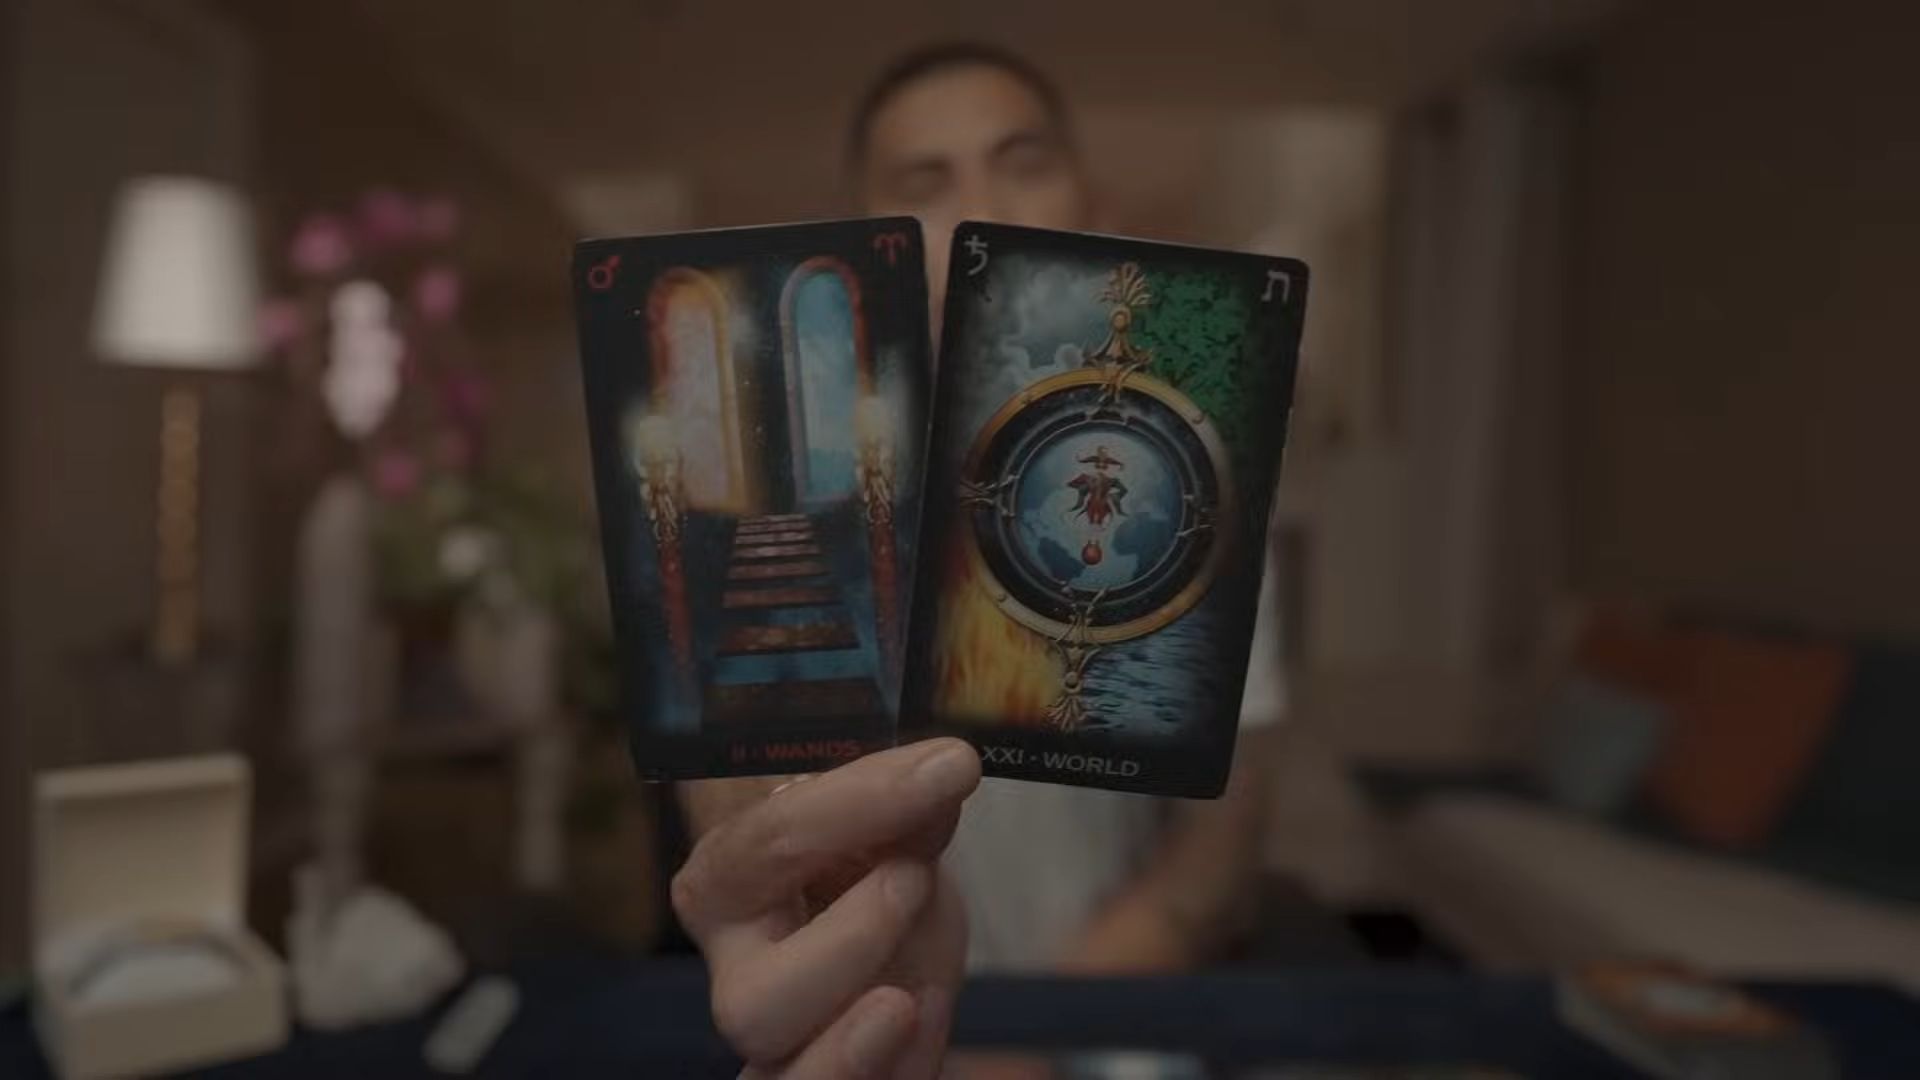 ♂ ♈
II · WANDS
♄ ת
XXI · WORLD